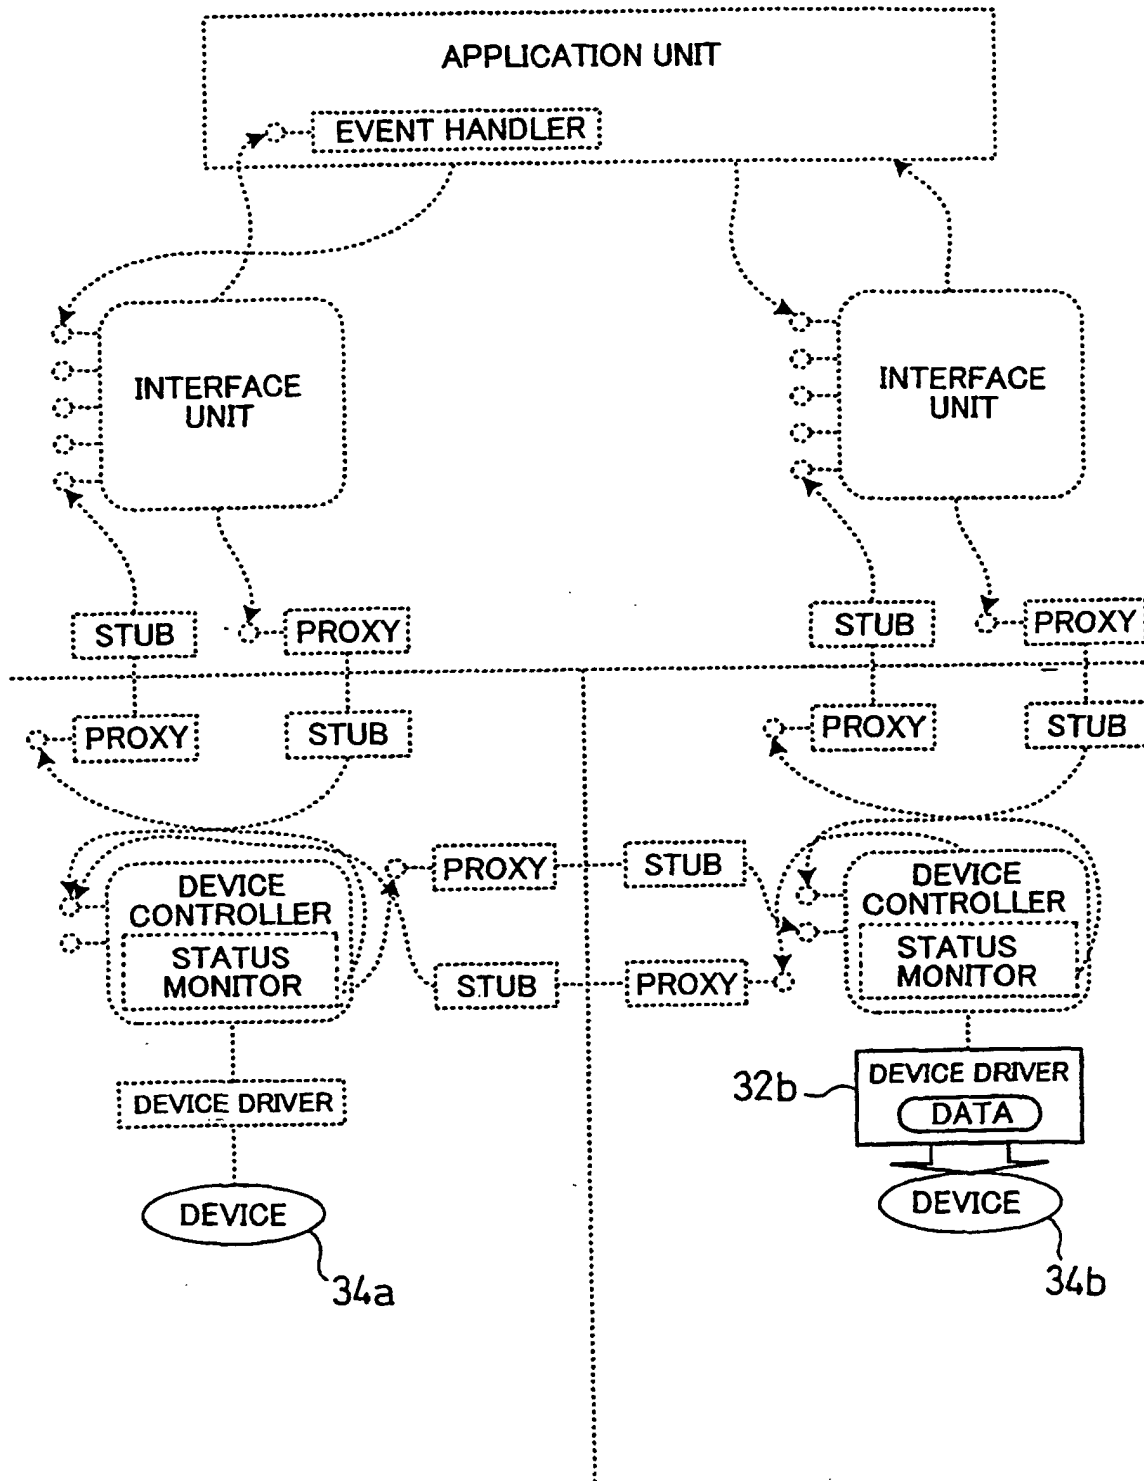 APPLICATION UNIT
EVENT HANDLER
INTERFACE
UNIT
INTERFACE
UNIT
STUB
PROXY
STUB
PROXY
PROXY
STUB
PROXY
STUB
DEVICE
CONTROLLER
STATUS
MONITOR
PROXY
STUB
STUB
PROXY
DEVICE
CONTROLLER
STATUS
MONITOR
DEVICE DRIVER
32b
DEVICE DRIVER
DATA
DEVICE
34a
DEVICE
34b